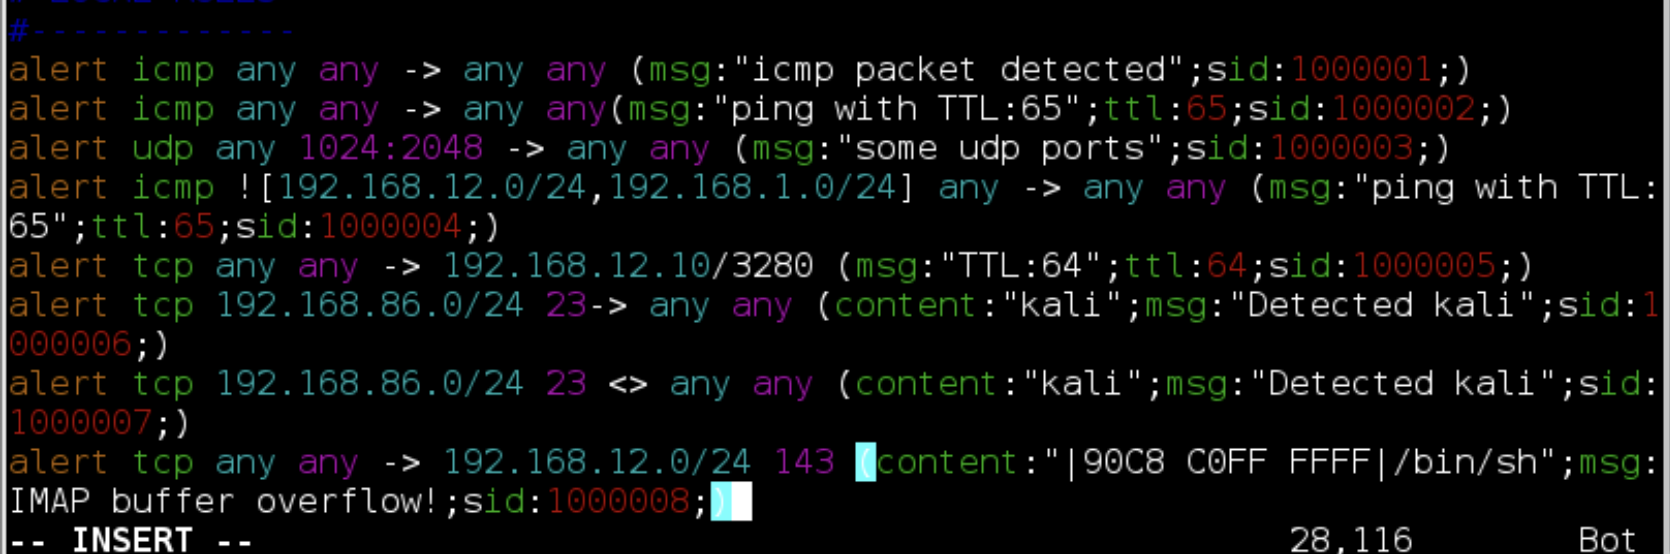 #-------------
alert icmp any any -> any any (msg:"icmp packet detected";sid:1000001;)
alert icmp any any -> any any(msg:"ping with TTL:65";ttl:65;sid:1000002;)
alert udp any 1024:2048 -> any any (msg:"some udp ports";sid:1000003;)
alert icmp ![192.168.12.0/24,192.168.1.0/24] any -> any any (msg:"ping with TTL:
65";ttl:65;sid:1000004;)
alert tcp any any -> 192.168.12.10/3280 (msg:"TTL:64";ttl:64;sid:1000005;)
alert tcp 192.168.86.0/24 23-> any any (content:"kali";msg:"Detected kali";sid:1
000006;)
alert tcp 192.168.86.0/24 23 <> any any (content:"kali";msg:"Detected kali";sid:
1000007;)
alert tcp any any -> 192.168.12.0/24 143 (content:"|90C8 C0FF FFFF|/bin/sh";msg:
IMAP buffer overflow!;sid:1000008;)
-- INSERT -- 28,116 Bot